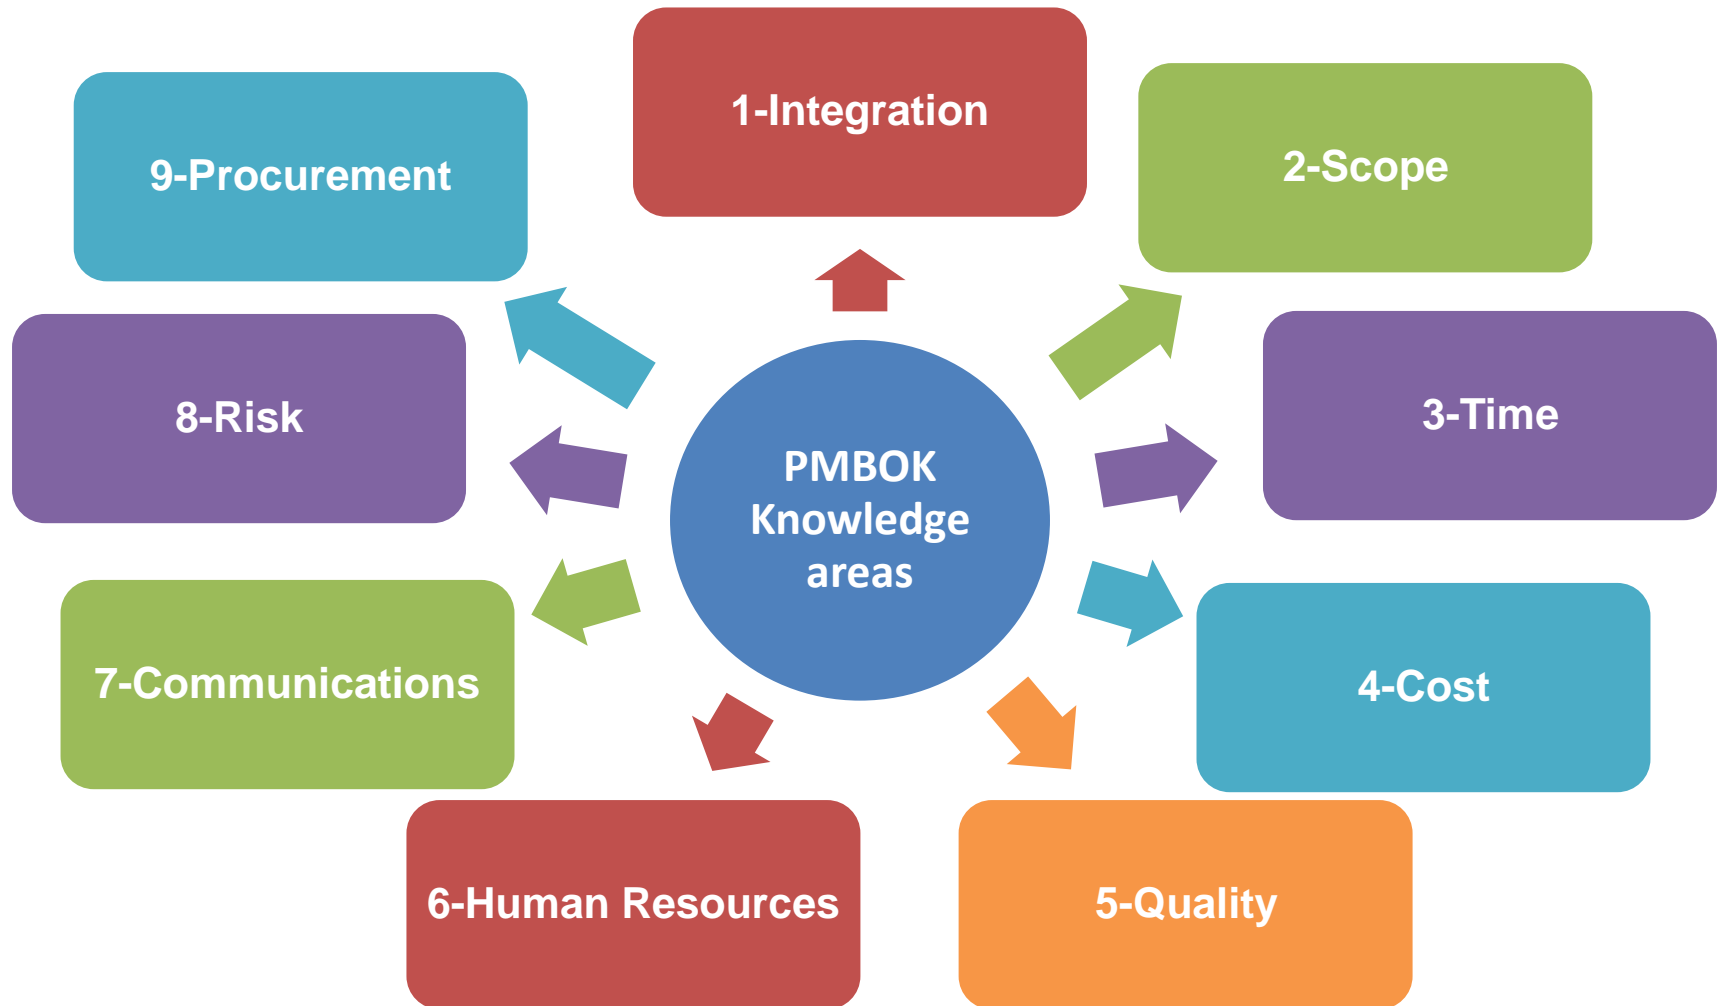 1-Integration
2-Scope
3-Time
4-Cost
5-Quality
6-Human Resources
7-Communications
8-Risk
9-Procurement
PMBOK
Knowledge
areas